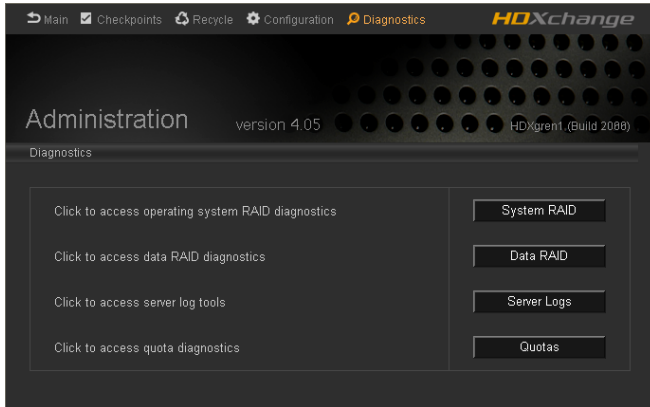 Main Checkpoints Recycle Configuration Diagnostics HDXchange
Administration version 4.05 HDXgren1.(Build 2000)
Diagnostics
Click to access operating system RAID diagnostics System RAID
Click to access data RAID diagnostics Data RAID
Click to access server log tools Server Logs
Click to access quota diagnostics Quotas